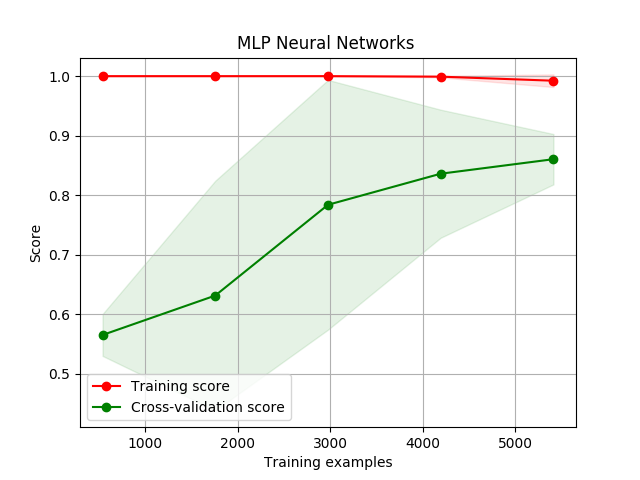 MLP Neural Networks
Score
1.0
0.9
0.8
0.7
0.6
0.5
Training score
Cross-validation score
1000 2000 3000 4000 5000
Training examples